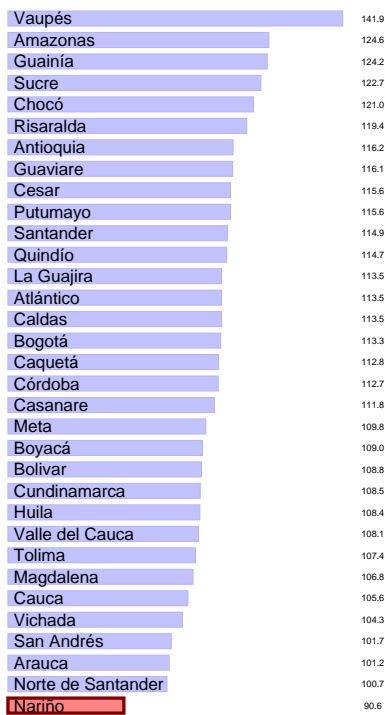 Vaupés 141.9
Amazonas 124.6
Guainía 124.2
Sucre 122.7
Chocó 121.0
Risaralda 119.4
Antioquia 116.2
Guaviare 116.1
Cesar 115.6
Putumayo 115.6
Santander 114.9
Quindío 114.7
La Guajira 113.5
Atlántico 113.5
Caldas 113.5
Bogotá 113.3
Caquetá 112.8
Córdoba 112.7
Casanare 111.8
Meta 109.8
Boyacá 109.0
Bolivar 108.8
Cundinamarca 108.5
Huila 108.4
Valle del Cauca 108.1
Tolima 107.4
Magdalena 106.8
Cauca 105.6
Vichada 104.3
San Andrés 101.7
Arauca 101.2
Norte de Santander 100.7
Nariño 90.6